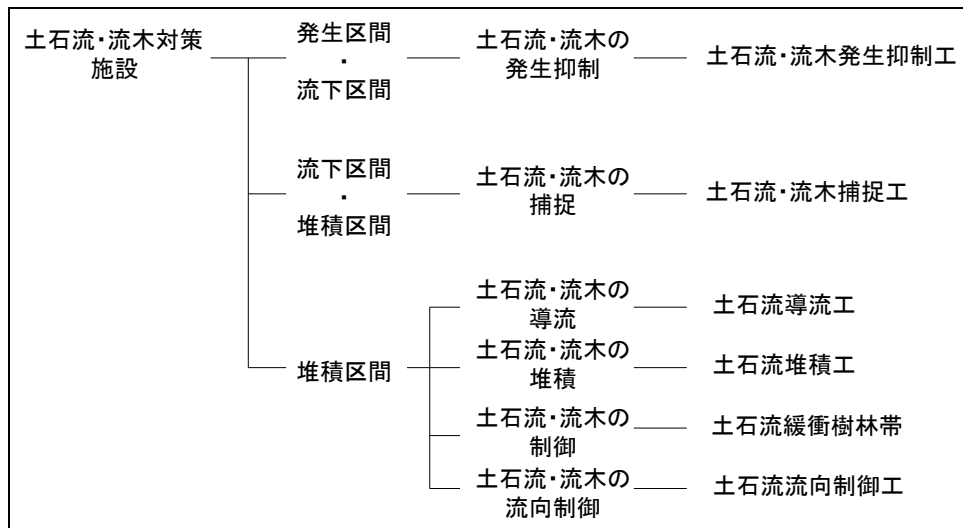 土石流・流木対策
施設
発生区間
・
流下区間
土石流・流木の
発生抑制
土石流・流木発生抑制工
流下区間
・
堆積区間
土石流・流木の
捕捉
土石流・流木捕捉工
堆積区間
土石流・流木の
導流
土石流導流工
土石流・流木の
堆積
土石流堆積工
土石流・流木の
制御
土石流緩衝樹林帯
土石流・流木の
流向制御
土石流流向制御工